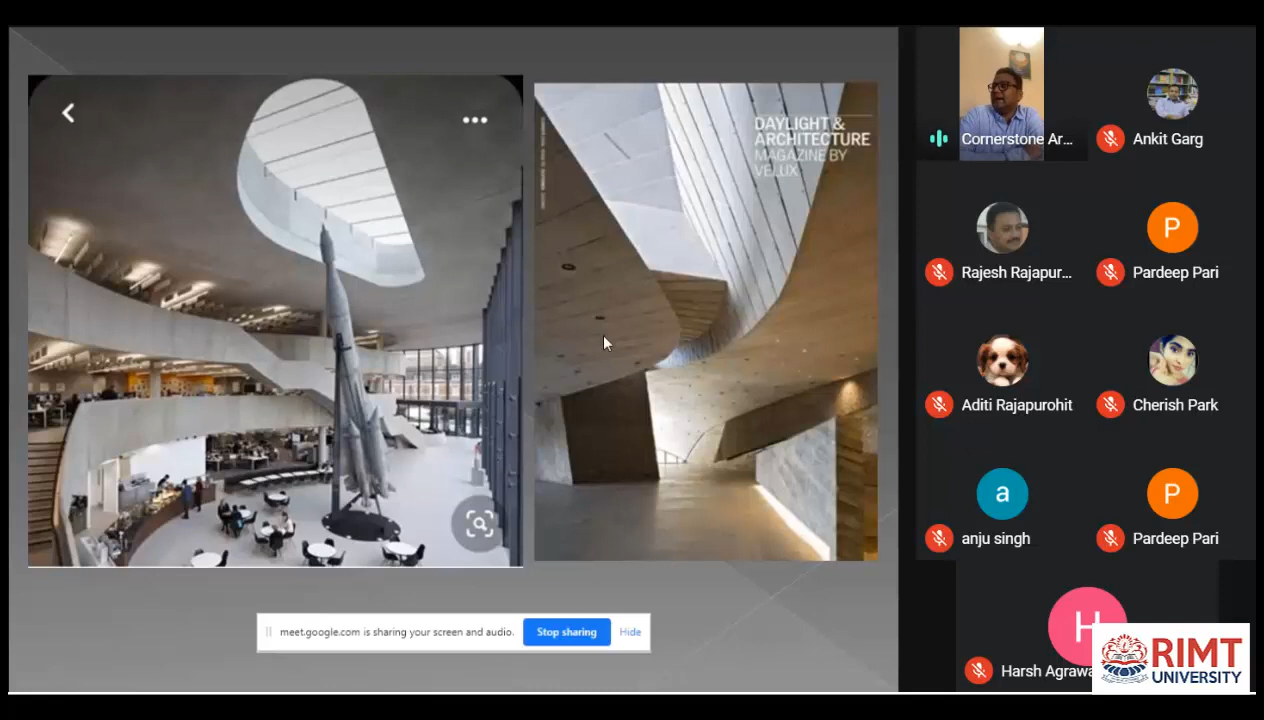 DAYLIGHT &
ARCHITECTURE
MAGAZINE BY
VELUX
meet.google.com is sharing your screen and audio.
Stop sharing
Hide
Cornerstone Ar...
Ankit Garg
Rajesh Rajapur...
Pardeep Pari
Aditi Rajapurohit
Cherish Park
a
anju singh
P
Pardeep Pari
P
H
Harsh Agrawa
RIMT
UNIVERSITY